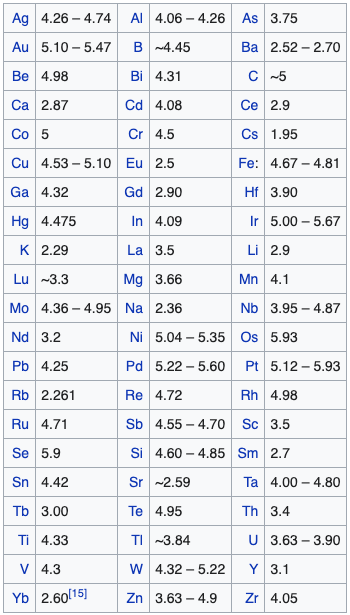 Ag 4.26 – 4.74 Al 4.06 – 4.26 As 3.75
Au 5.10 – 5.47 B ~4.45 Ba 2.52 – 2.70
Be 4.98 Bi 4.31 C ~5
Ca 2.87 Cd 4.08 Ce 2.9
Co 5 Cr 4.5 Cs 1.95
Cu 4.53 – 5.10 Eu 2.5 Fe: 4.67 – 4.81
Ga 4.32 Gd 2.90 Hf 3.90
Hg 4.475 In 4.09 Ir 5.00 – 5.67
K 2.29 La 3.5 Li 2.9
Lu ~3.3 Mg 3.66 Mn 4.1
Mo 4.36 – 4.95 Na 2.36 Nb 3.95 – 4.87
Nd 3.2 Ni 5.04 – 5.35 Os 5.93
Pb 4.25 Pd 5.22 – 5.60 Pt 5.12 – 5.93
Rb 2.261 Re 4.72 Rh 4.98
Ru 4.71 Sb 4.55 – 4.70 Sc 3.5
Se 5.9 Si 4.60 – 4.85 Sm 2.7
Sn 4.42 Sr ~2.59 Ta 4.00 – 4.80
Tb 3.00 Te 4.95 Th 3.4
Ti 4.33 Tl ~3.84 U 3.63 – 3.90
V 4.3 W 4.32 – 5.22 Y 3.1
Yb 2.60[15] Zn 3.63 – 4.9 Zr 4.05